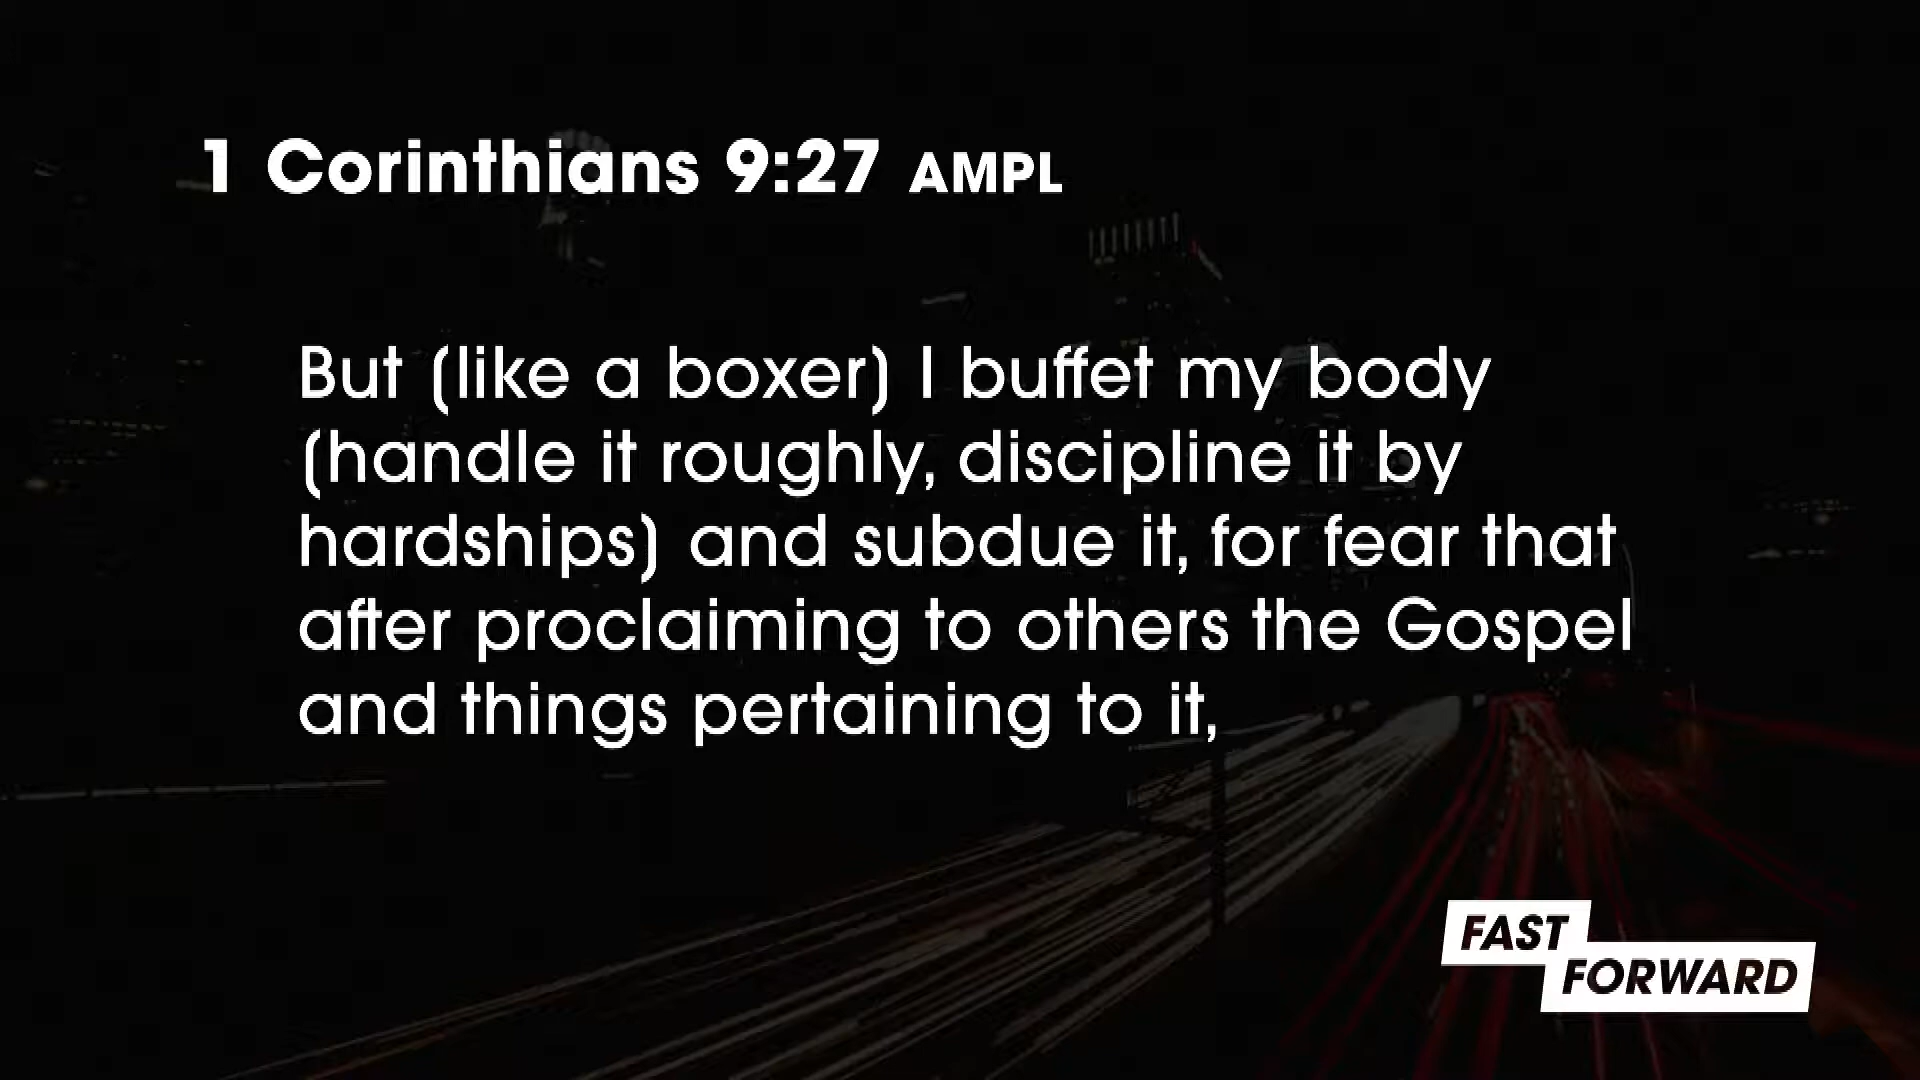 1 Corinthians 9:27 AMPL
But (like a boxer) I buffet my body
(handle it roughly, discipline it by
hardships) and subdue it, for fear that
after proclaiming to others the Gospel
and things pertaining to it,
FAST
FORWARD